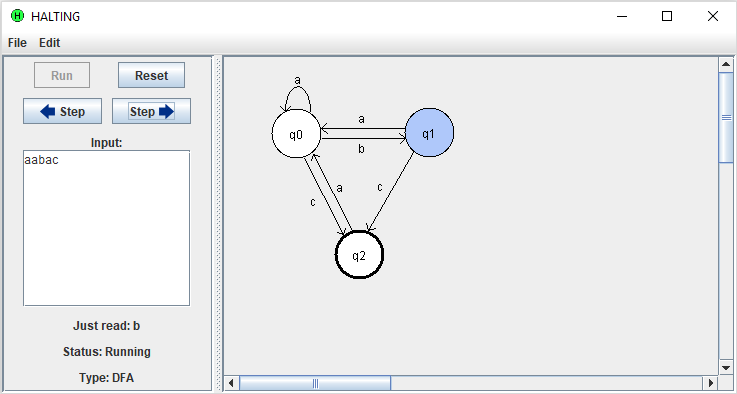 HALTING
File Edit
Run Reset
Step Step
Input:
aabac
Just read: b
Status: Running
Type: DFA
a
q0
a
b
q1
c
a
c
q2